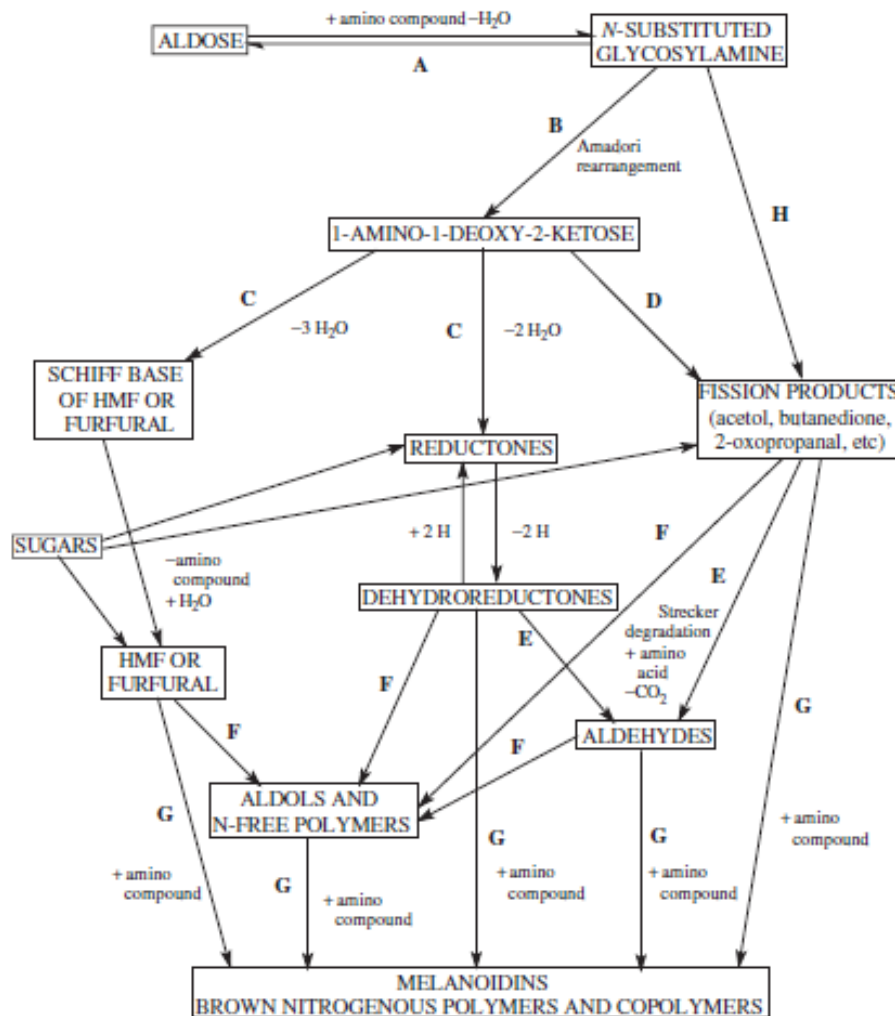 + amino compound –H₂O
ALDOSE
N-SUBSTITUTED
GLYCOSYLAMINE
A
B
Amadori
rearrangement
H
1-AMINO-1-DEOXY-2-KETOSE
C
–3 H₂O
C
–2 H₂O
D
SCHIFF BASE
OF HMF OR
FURFURAL
FISSION PRODUCTS
(acetol, butanedione,
2-oxopropanal, etc)
REDUCTONES
SUGARS
+ 2 H
–2 H
F
E
–amino
compound
+ H₂O
DEHYDROREDUCTONES
E
Strecker
degradation
+ amino
acid
–CO₂
HMF OR
FURFURAL
F
F
F
G
ALDEHYDES
ALDOLS AND
N-FREE POLYMERS
G
+ amino
compound
G
+ amino
compound
G
+ amino
compound
G
+ amino
compound
+ amino
compound
MELANOIDINS
BROWN NITROGENOUS POLYMERS AND COPOLYMERS